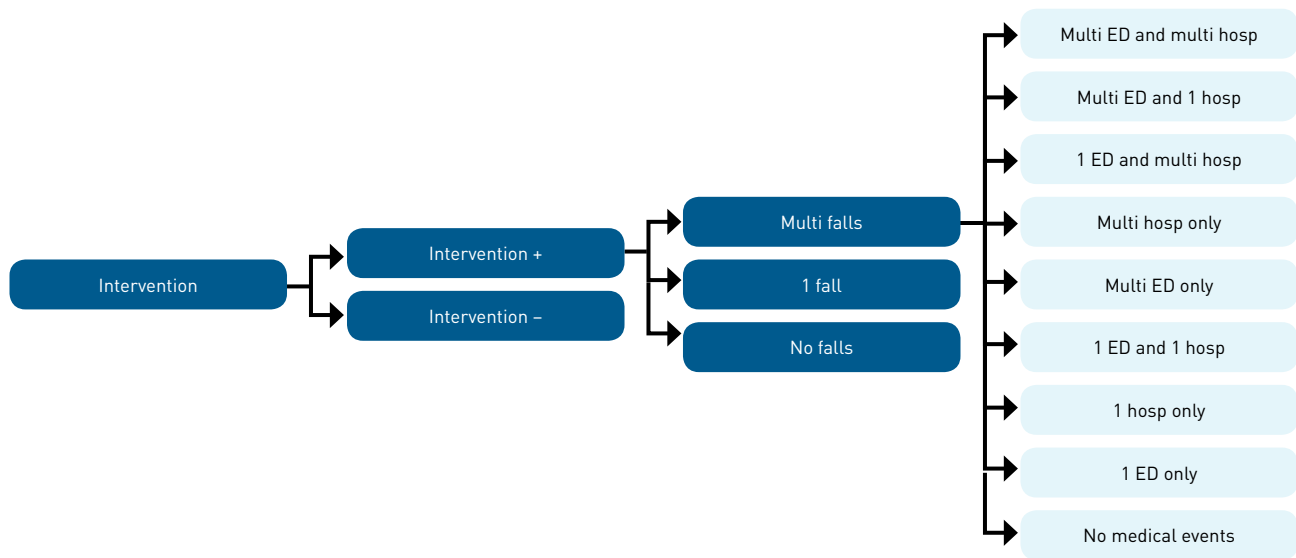 Intervention
Intervention +
Intervention –
Multi falls
1 fall
No falls
Multi ED and multi hosp
Multi ED and 1 hosp
1 ED and multi hosp
Multi hosp only
Multi ED only
1 ED and 1 hosp
1 hosp only
1 ED only
No medical events